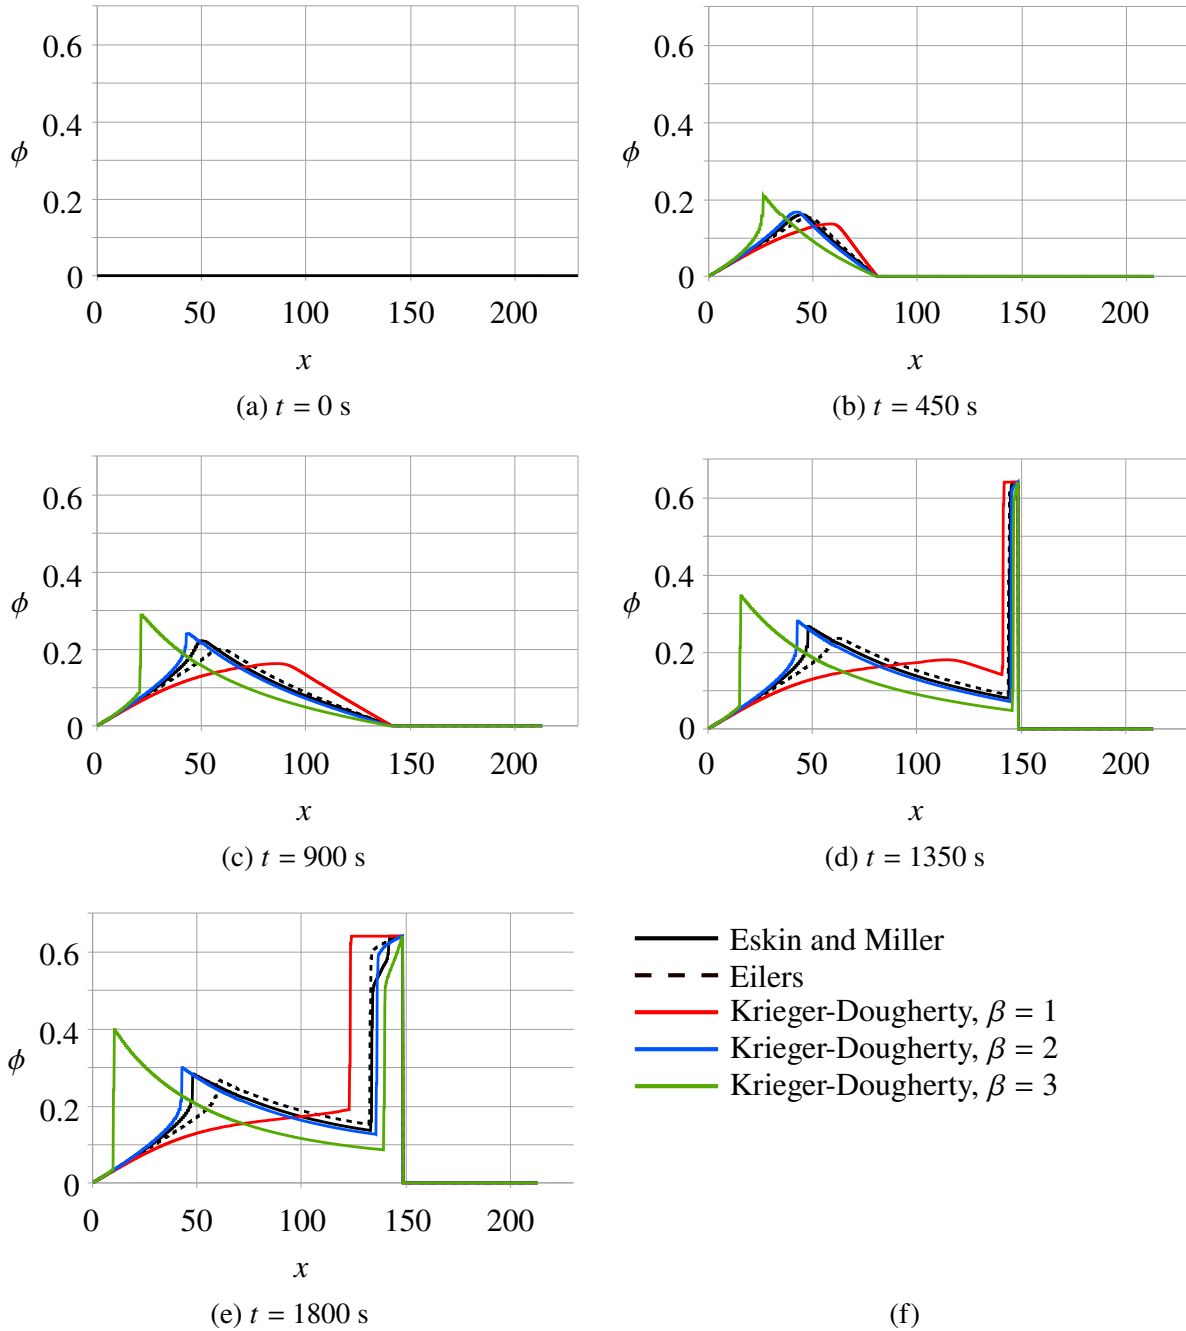 0.6
0.4
ϕ
0.2
0
0 50 100 150 200
x
(a) t = 0 s
0.6
0.4
ϕ
0.2
0
0 50 100 150 200
x
(b) t = 450 s
0.6
0.4
ϕ
0.2
0
0 50 100 150 200
x
(c) t = 900 s
0.6
0.4
ϕ
0.2
0
0 50 100 150 200
x
(d) t = 1350 s
0.6
0.4
ϕ
0.2
0
0 50 100 150 200
x
(e) t = 1800 s
Eskin and Miller
Eilers
Krieger-Dougherty, β = 1
Krieger-Dougherty, β = 2
Krieger-Dougherty, β = 3
(f)